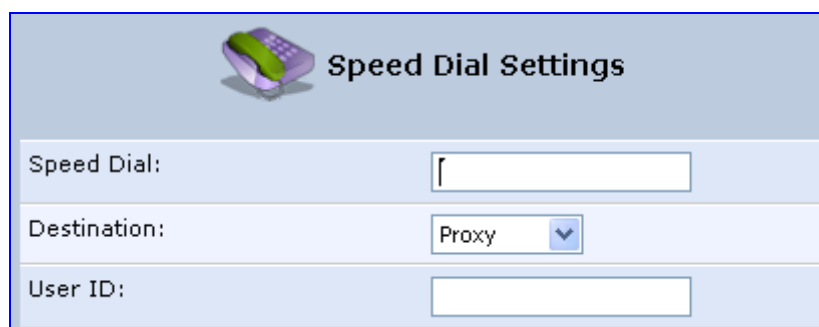 Speed Dial Settings
Speed Dial:
Destination:
Proxy
User ID: